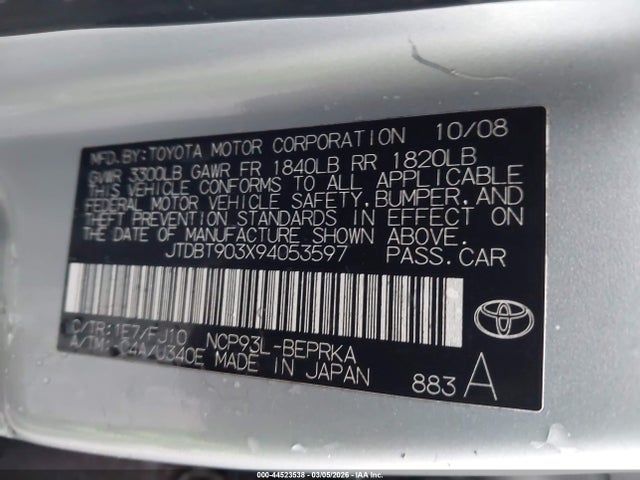 MFD.BY:TOYOTA MOTOR CORPORATION 10/08
GVWR 3300LB GAWR FR 1840LB RR 1820LB
THIS VEHICLE CONFORMS TO ALL APPLICABLE
FEDERAL MOTOR VEHICLE SAFETY,BUMPER,AND
THEFT PREVENTION STANDARDS IN EFFECT ON
THE DATE OF MANUFACTURE SHOWN ABOVE.
JTDBT903X94053597 PASS.CAR
C/TR:1E7/FJ10 NCP93L-BEPRKA
A/TM: C4A/U340E MADE IN JAPAN
883 A
000-44523538 - 03/05/2026 - IAA Inc.